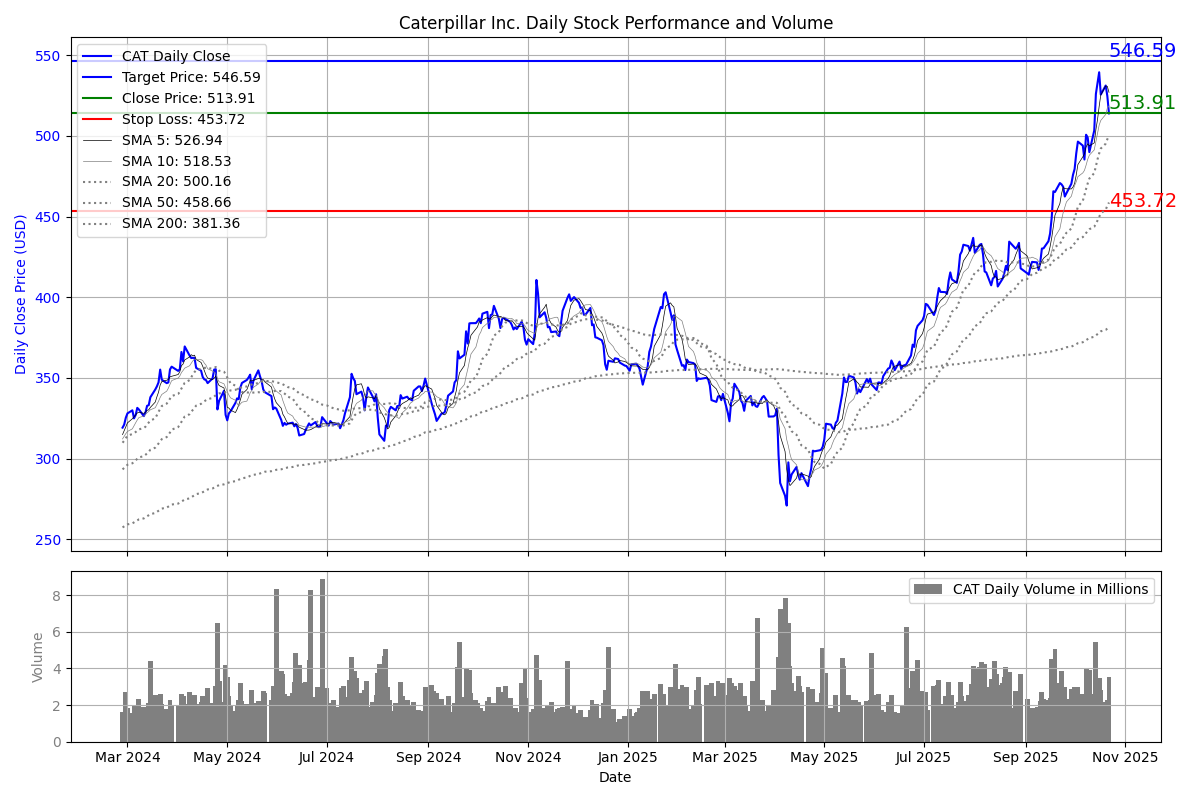 Caterpillar Inc. Daily Stock Performance and Volume
CAT Daily Close
Target Price: 546.59
Close Price: 513.91
Stop Loss: 453.72
SMA 5: 526.94
SMA 10: 518.53
SMA 20: 500.16
SMA 50: 458.66
SMA 200: 381.36
546.59
513.91
453.72
Daily Close Price (USD)
550
500
450
400
350
300
250
CAT Daily Volume in Millions
Volume
8
6
4
2
0
Mar 2024 May 2024 Jul 2024 Sep 2024 Nov 2024 Jan 2025 Mar 2025 May 2025 Jul 2025 Sep 2025 Nov 2025
Date